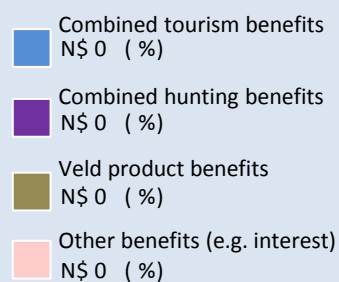 Combined tourism benefits
N$ 0 ( %)
Combined hunting benefits
N$ 0 ( %)
Veld product benefits
N$ 0 ( %)
Other benefits (e.g. interest)
N$ 0 ( %)